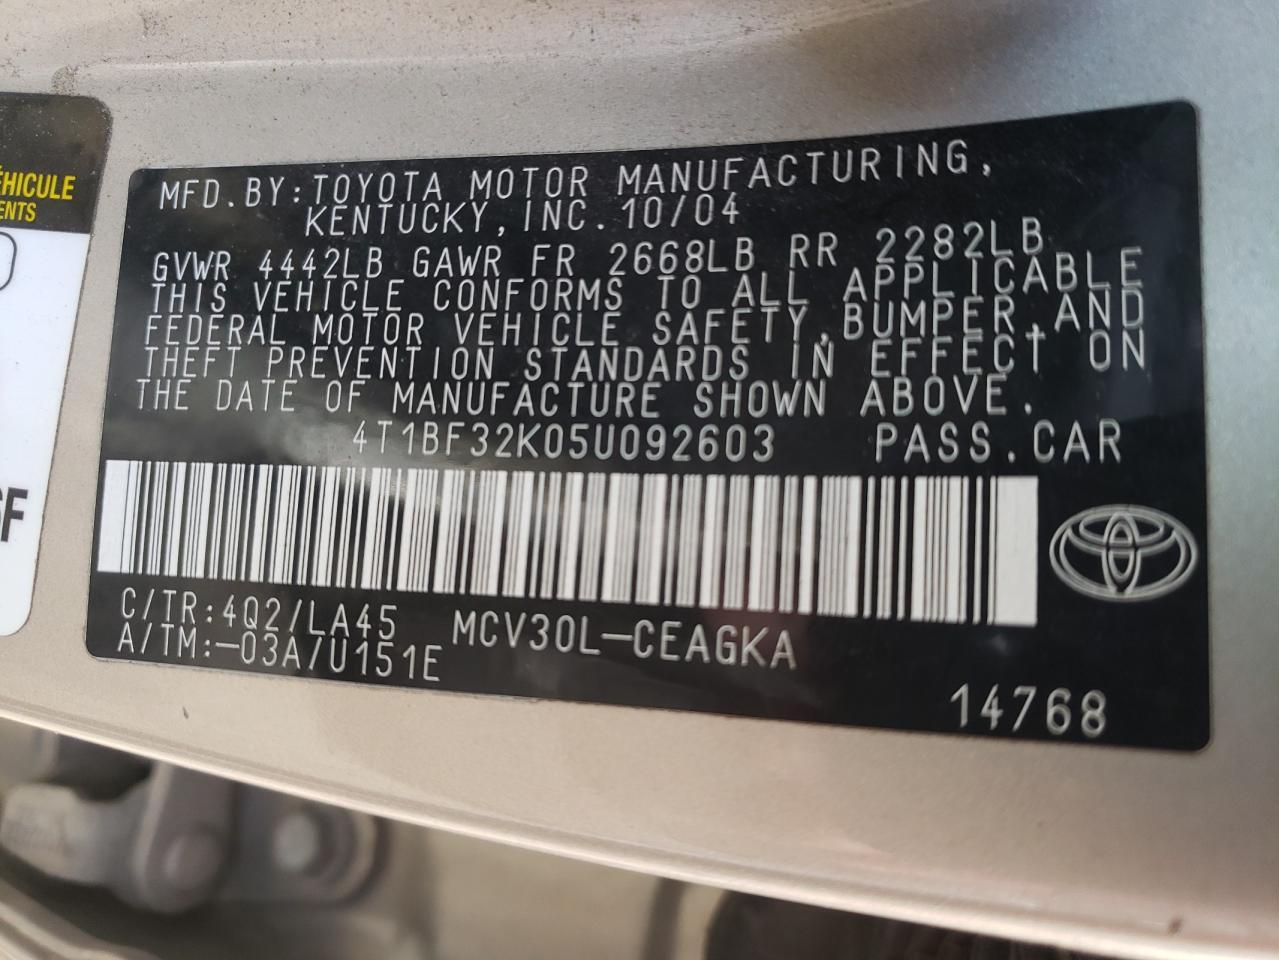 ÉHICULE
ENTS
MFD. BY: TOYOTA MOTOR MANUFACTURING,
KENTUCKY, INC. 10/04
GVWR 4442LB GAWR FR 2668LB RR 2282LB
THIS VEHICLE CONFORMS TO ALL APPLICABLE
FEDERAL MOTOR VEHICLE SAFETY, BUMPER, AND
THEFT PREVENTION STANDARDS IN EFFECT ON
THE DATE OF MANUFACTURE SHOWN ABOVE.
4T1BF32K05U092603 PASS. CAR
C/TR: 4Q2/LA45 MCV30L-CEAGKA
A/TM: -03A/U151E
14768